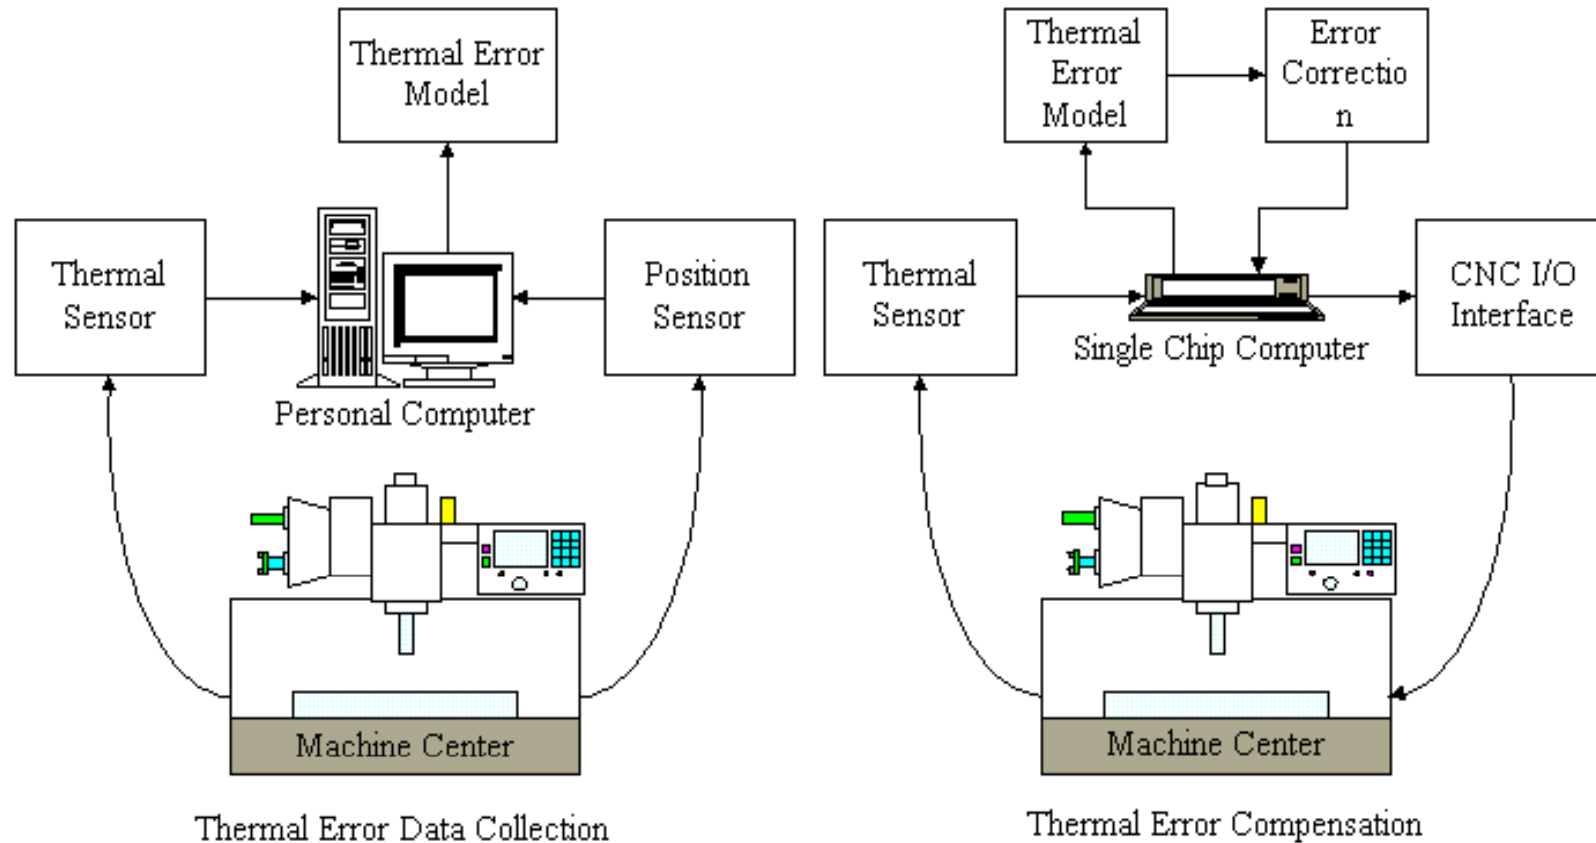 Thermal Error
Model
Thermal
Sensor
Position
Sensor
Personal Computer
Machine Center
Thermal Error Data Collection
Thermal
Error
Model
Error
Correctio
n
Thermal
Sensor
Single Chip Computer
CNC I/O
Interface
Machine Center
Thermal Error Compensation